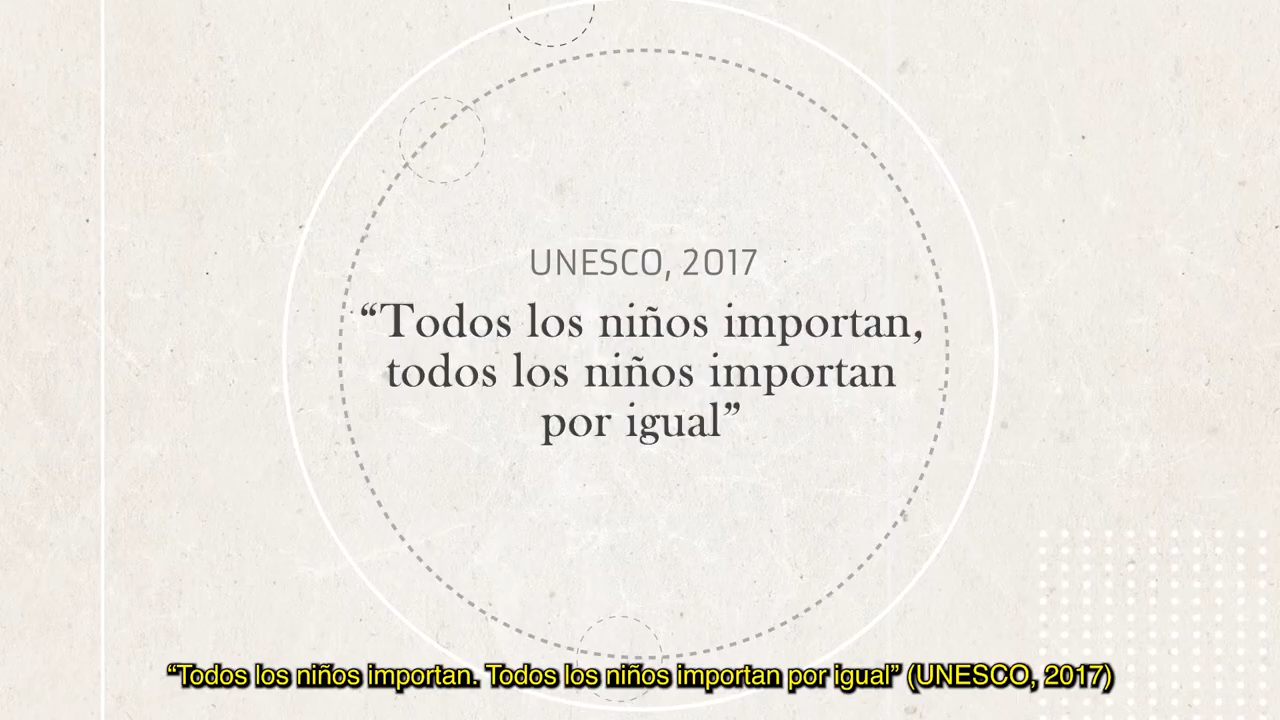 UNESCO, 2017
“Todos los niños importan,
todos los niños importan
por igual”
“Todos los niños importan. Todos los niños importan por igual” (UNESCO, 2017)